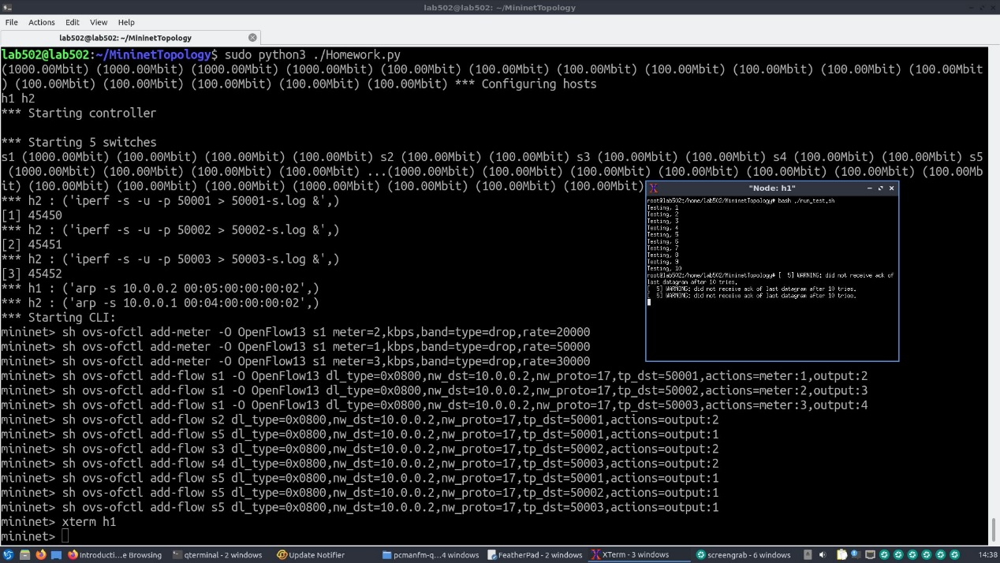 lab502@lab502: ~/MininetTopology
File Actions Edit View Help
lab502@lab502: ~/MininetTopology
lab502@lab502:~/MininetTopology$ sudo python3 ./Homework.py
(1000.00Mbit) (1000.00Mbit) (1000.00Mbit) (100.00Mbit) (100.00Mbit) (100.00Mbit) (100.00Mbit) (100.00Mbit) (100.00Mbit) (100.00Mbit) (100.00Mbit
) (100.00Mbit) (100.00Mbit) (100.00Mbit) (100.00Mbit) (100.00Mbit) *** Configuring hosts
h1 h2
*** Starting controller
*** Starting 5 switches
s1 (1000.00Mbit) (100.00Mbit) (100.00Mbit) (100.00Mbit) s2 (100.00Mbit) (100.00Mbit) s3 (100.00Mbit) (100.00Mbit) s4 (100.00Mbit) (100.00Mbit) s5
(1000.00Mbit) (100.00Mbit) (100.00Mbit) (100.00Mbit) ...(1000.00Mbit) (100.00Mbit) (100.00Mbit) (100.00Mbit) (100.00Mbit) (100.00Mbit) (100.00Mb
it) (100.00Mbit) (100.00Mbit) (1000.00Mbit) (100.00Mbit) (100.00Mbit) (100.00Mbit)
*** h2 : ('iperf -s -u -p 50001 > 50001-s.log &',)
[1] 45450
*** h2 : ('iperf -s -u -p 50002 > 50002-s.log &',)
[2] 45451
*** h2 : ('iperf -s -u -p 50003 > 50003-s.log &',)
[3] 45452
*** h1 : ('arp -s 10.0.0.2 00:05:00:00:00:02',)
*** h2 : ('arp -s 10.0.0.1 00:04:00:00:00:02',)
*** Starting CLI:
mininet> sh ovs-ofctl add-meter -O OpenFlow13 s1 meter=2,kbps,band=type=drop,rate=20000
mininet> sh ovs-ofctl add-meter -O OpenFlow13 s1 meter=1,kbps,band=type=drop,rate=50000
mininet> sh ovs-ofctl add-meter -O OpenFlow13 s1 meter=3,kbps,band=type=drop,rate=30000
mininet> sh ovs-ofctl add-flow s1 -O OpenFlow13 dl_type=0x0800,nw_dst=10.0.0.2,nw_proto=17,tp_dst=50001,actions=meter:1,output:2
mininet> sh ovs-ofctl add-flow s1 -O OpenFlow13 dl_type=0x0800,nw_dst=10.0.0.2,nw_proto=17,tp_dst=50002,actions=meter:2,output:3
mininet> sh ovs-ofctl add-flow s1 -O OpenFlow13 dl_type=0x0800,nw_dst=10.0.0.2,nw_proto=17,tp_dst=50003,actions=meter:3,output:4
mininet> sh ovs-ofctl add-flow s2 dl_type=0x0800,nw_dst=10.0.0.2,nw_proto=17,tp_dst=50001,actions=output:2
mininet> sh ovs-ofctl add-flow s5 dl_type=0x0800,nw_dst=10.0.0.2,nw_proto=17,tp_dst=50001,actions=output:1
mininet> sh ovs-ofctl add-flow s3 dl_type=0x0800,nw_dst=10.0.0.2,nw_proto=17,tp_dst=50002,actions=output:2
mininet> sh ovs-ofctl add-flow s4 dl_type=0x0800,nw_dst=10.0.0.2,nw_proto=17,tp_dst=50003,actions=output:2
mininet> sh ovs-ofctl add-flow s5 dl_type=0x0800,nw_dst=10.0.0.2,nw_proto=17,tp_dst=50001,actions=output:1
mininet> sh ovs-ofctl add-flow s5 dl_type=0x0800,nw_dst=10.0.0.2,nw_proto=17,tp_dst=50002,actions=output:1
mininet> sh ovs-ofctl add-flow s5 dl_type=0x0800,nw_dst=10.0.0.2,nw_proto=17,tp_dst=50003,actions=output:1
mininet> xterm h1
mininet>
"Node: h1"
root@lab502:/home/lab502/MininetTopology# bash ./run_test.sh
Testing, 1
Testing, 2
Testing, 3
Testing, 4
Testing, 5
Testing, 6
Testing, 7
Testing, 8
Testing, 9
Testing, 10
root@lab502:/home/lab502/MininetTopology# [ 5] WARNING: did not receive ack of
last datagram after 10 tries.
[ 5] WARNING: did not receive ack of last datagram after 10 tries.
[ 5] WARNING: did not receive ack of last datagram after 10 tries.
Introducti...e Browsing
qterminal - 2 windows
Update Notifier
pcmanfm-q...4 windows
FeatherPad - 2 windows
XTerm - 3 windows
screengrab - 6 windows
14:38